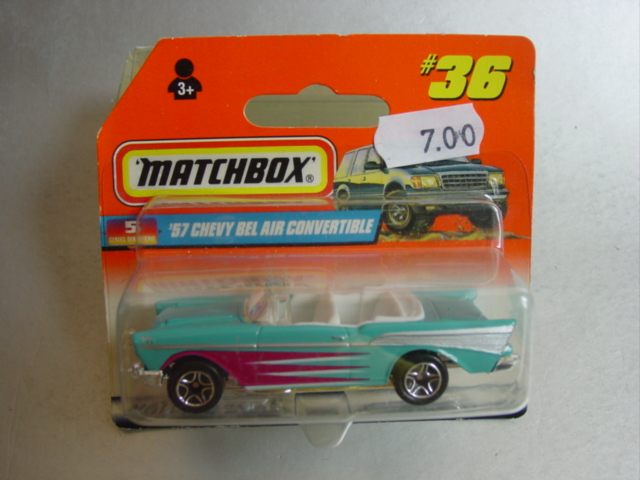 #36
3+
7.00
MATCHBOX®
5
'57 CHEVY BEL AIR CONVERTIBLE